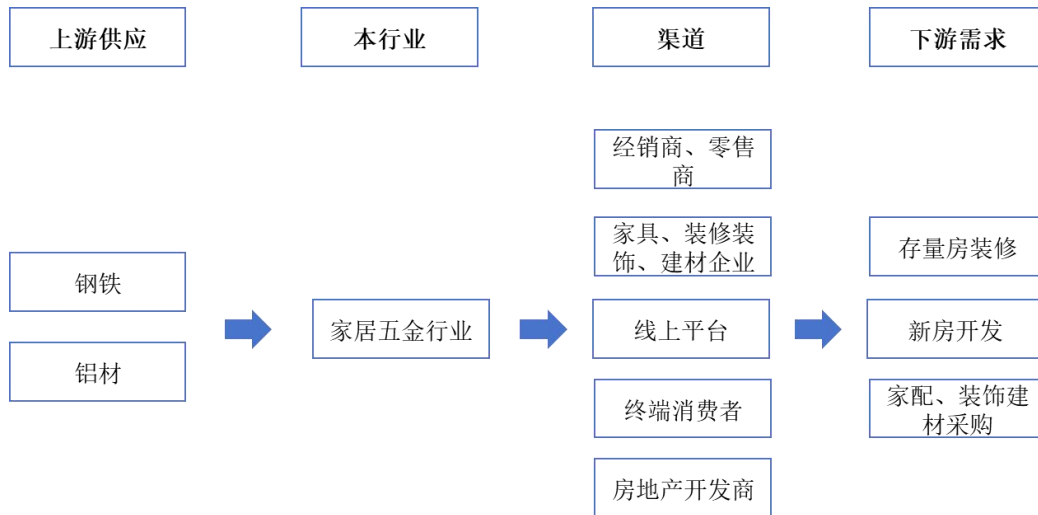 上游供应
本行业
渠道
下游需求
经销商、零售
商
家具、装修装
饰、建材企业
存量房装修
钢铁
家居五金行业
线上平台
新房开发
铝材
终端消费者
家配、装饰建
材采购
房地产开发商